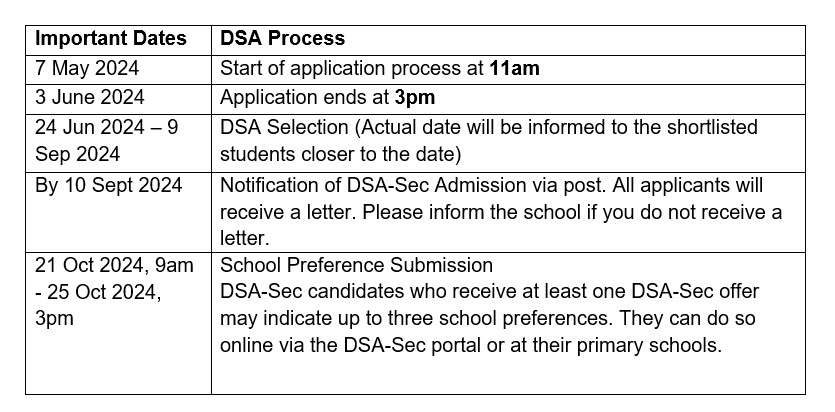 Important Dates DSA Process
7 May 2024 Start of application process at 11am
3 June 2024 Application ends at 3pm
24 Jun 2024 – 9 DSA Selection (Actual date will be informed to the shortlisted
Sep 2024 students closer to the date)
By 10 Sept 2024 Notification of DSA-Sec Admission via post. All applicants will
receive a letter. Please inform the school if you do not receive a
letter.
21 Oct 2024, 9am School Preference Submission
- 25 Oct 2024, DSA-Sec candidates who receive at least one DSA-Sec offer
3pm may indicate up to three school preferences. They can do so
online via the DSA-Sec portal or at their primary schools.